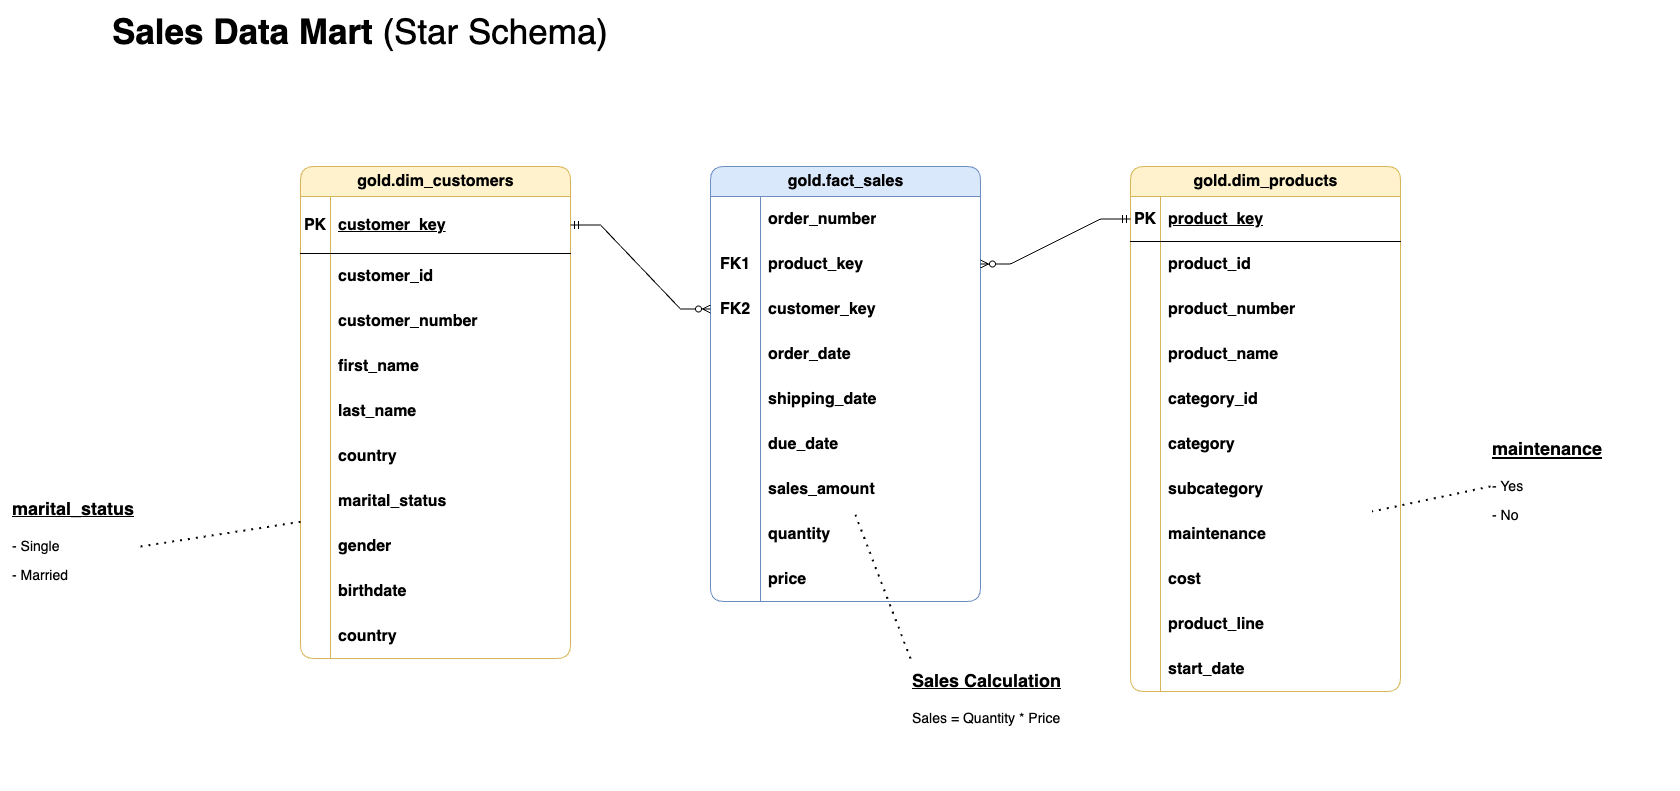 Sales Data Mart (Star Schema)
gold.dim_customers
PK customer_key
customer_id
customer_number
first_name
last_name
country
marital_status
gender
birthdate
country
marital_status
- Single
- Married
gold.fact_sales
order_number
FK1 product_key
FK2 customer_key
order_date
shipping_date
due_date
sales_amount
quantity
price
Sales Calculation
Sales = Quantity * Price
gold.dim_products
PK product_key
product_id
product_number
product_name
category_id
category
subcategory
maintenance
cost
product_line
start_date
maintenance
- Yes
- No